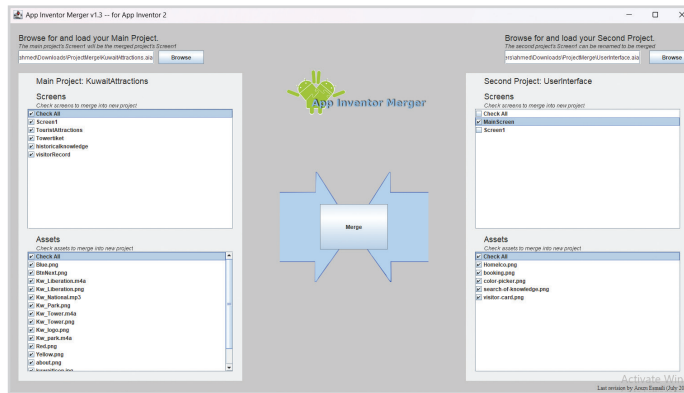 App Inventor Merger v1.3 -- for App Inventor 2
Browse for and load your Main Project.
The main project's Screen1 will be the merged project's Screen1
Browse
Main Project: KuwaitAttractions
Screens
Check screens to merge into new project
Check All
Screen1
TouristAttractions
Towertiket
historicalknowledge
visitorRecord
Assets
Check assets to merge into new project
Check All
Blue.png
BtnNext.png
Kw_Liberation.m4a
Kw_Liberation.png
Kw_National.mp3
Kw_Park.png
Kw_Tower.m4a
Kw_Tower.png
Kw_logo.png
Kw_park.m4a
Red.png
Yellow.png
about.png
App Inventor Merger
Merge
Browse for and load your Second Project.
The second project's Screen1 can be renamed to be merged
Browse
Second Project: UserInterface
Screens
Check screens to merge into new project
Check All
MainScreen
Screen1
Assets
Check assets to merge into new project
Check All
HomeIco.png
booking.png
color-picker.png
search-of-knowledge.png
visitor-card.png
Activate Win
Last revision by Arezu Esmaili (July 20